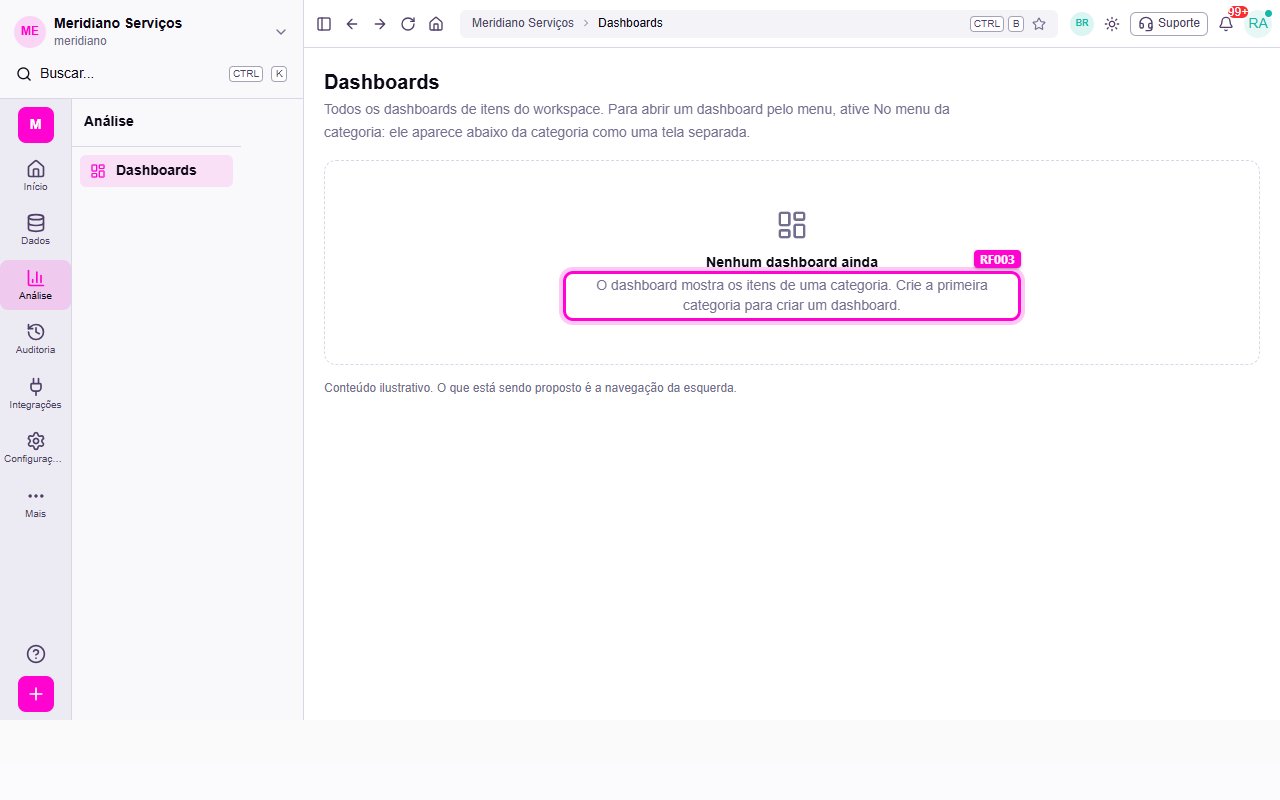 ME
Meridiano Serviços
meridiano
Buscar...
CTRL
K
M
Início
Dados
Análise
Auditoria
Integrações
Configuraç...
Mais
Análise
Dashboards
Meridiano Serviços
Dashboards
CTRL
B
BR
Suporte
99+
RA
Dashboards
Todos os dashboards de itens do workspace. Para abrir um dashboard pelo menu, ative No menu da
categoria: ele aparece abaixo da categoria como uma tela separada.
Nenhum dashboard ainda
RF003
O dashboard mostra os itens de uma categoria. Crie a primeira
categoria para criar um dashboard.
Conteúdo ilustrativo. O que está sendo proposto é a navegação da esquerda.